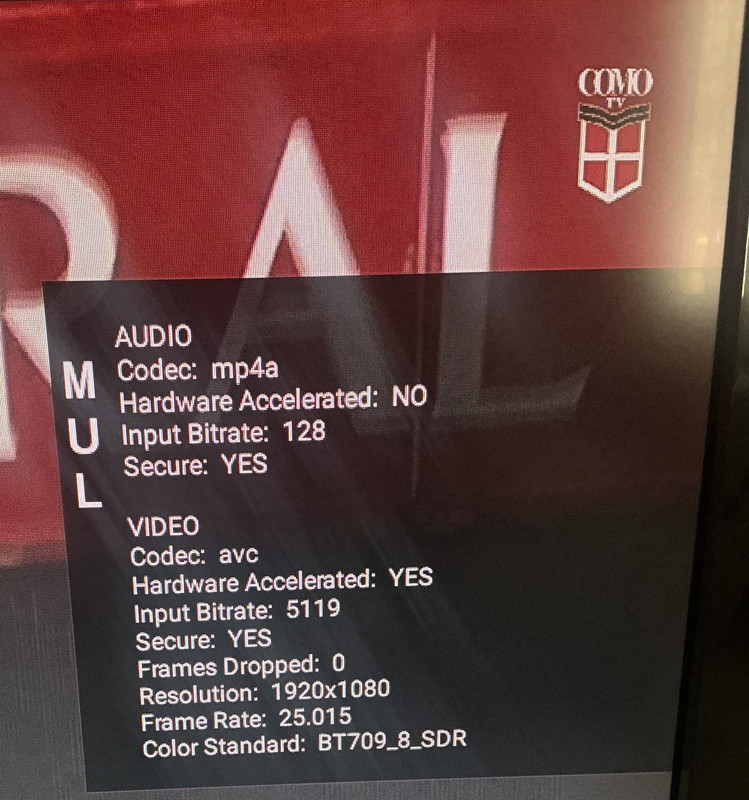 RAL
COMO
TV
M
U
L
AUDIO
Codec: mp4a
Hardware Accelerated: NO
Input Bitrate: 128
Secure: YES
VIDEO
Codec: avc
Hardware Accelerated: YES
Input Bitrate: 5119
Secure: YES
Frames Dropped: 0
Resolution: 1920x1080
Frame Rate: 25.015
Color Standard: BT709_8_SDR